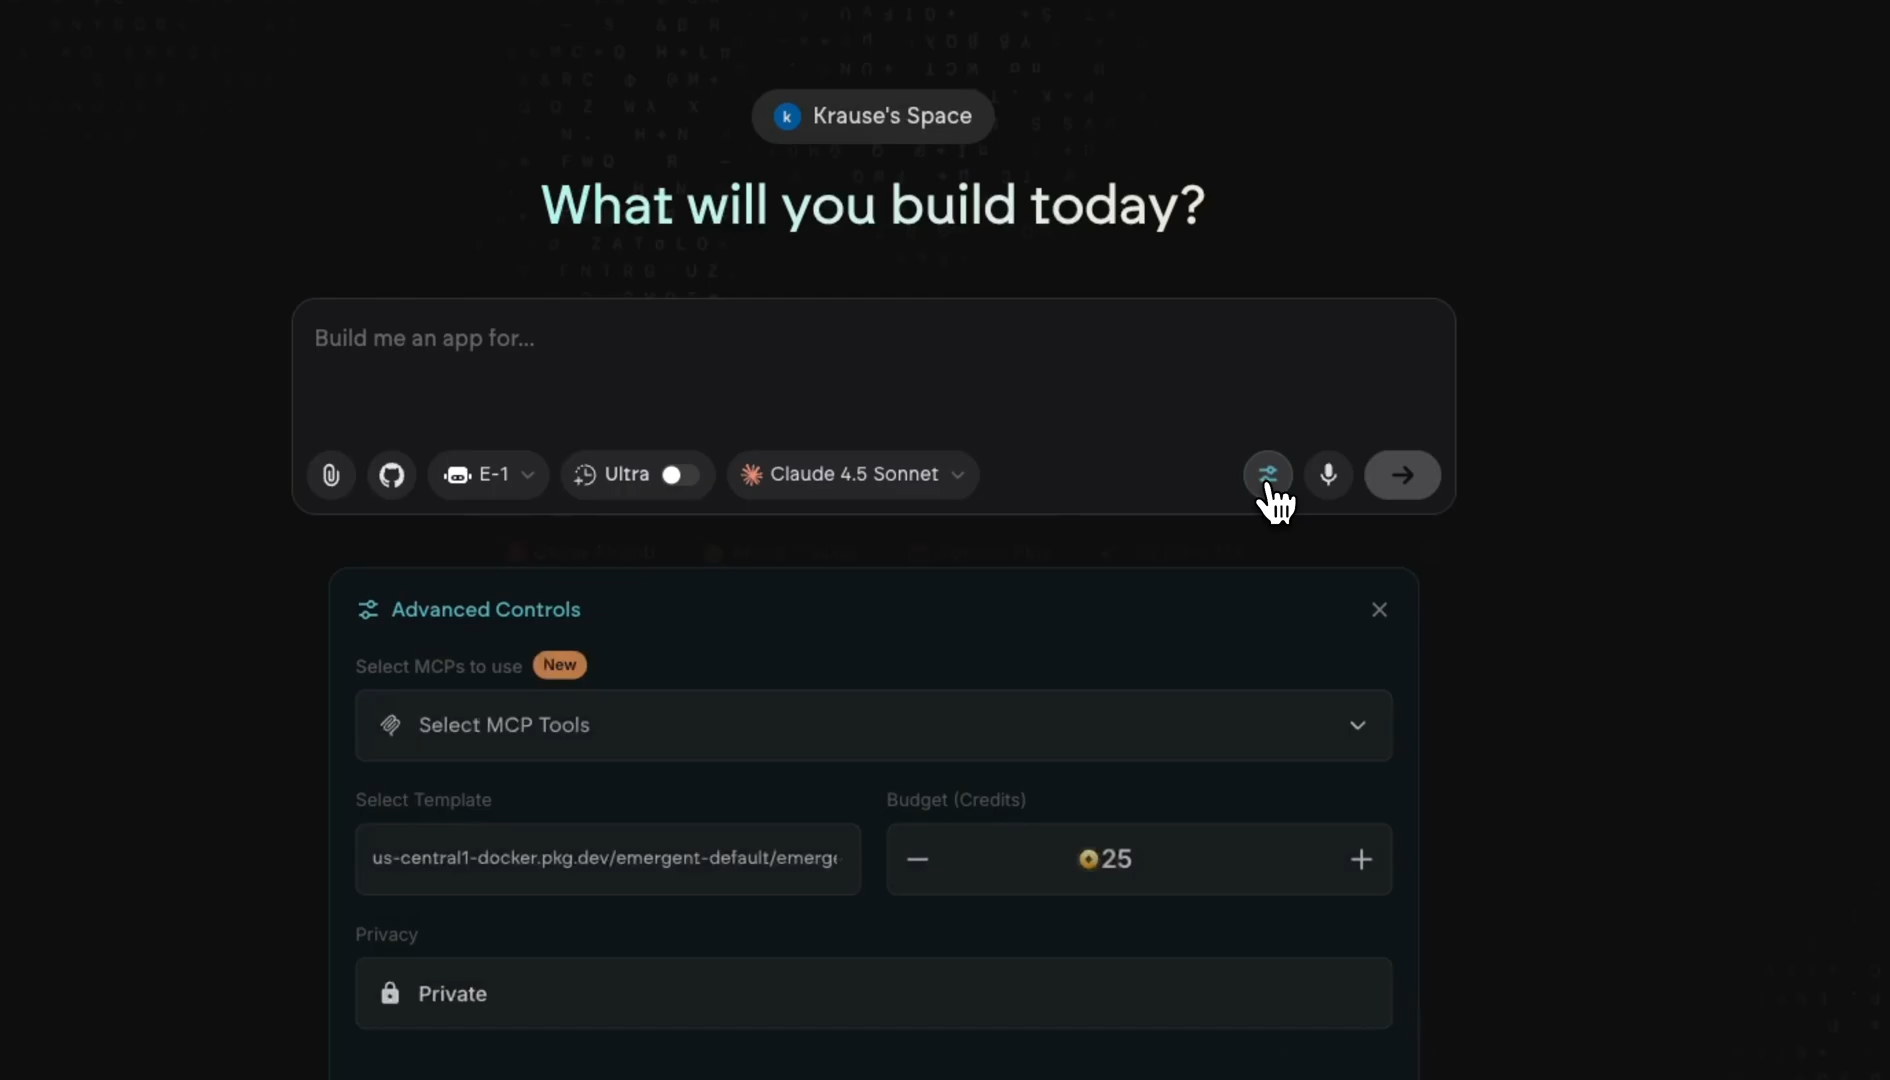 k Krause's Space
What will you build today?
Build me an app for...
E-1
Ultra
Claude 4.5 Sonnet
Advanced Controls
Select MCPs to use New
Select MCP Tools
Select Template
Budget (Credits)
us-central1-docker.pkg.dev/emergent-default/emerge
25
Privacy
Private